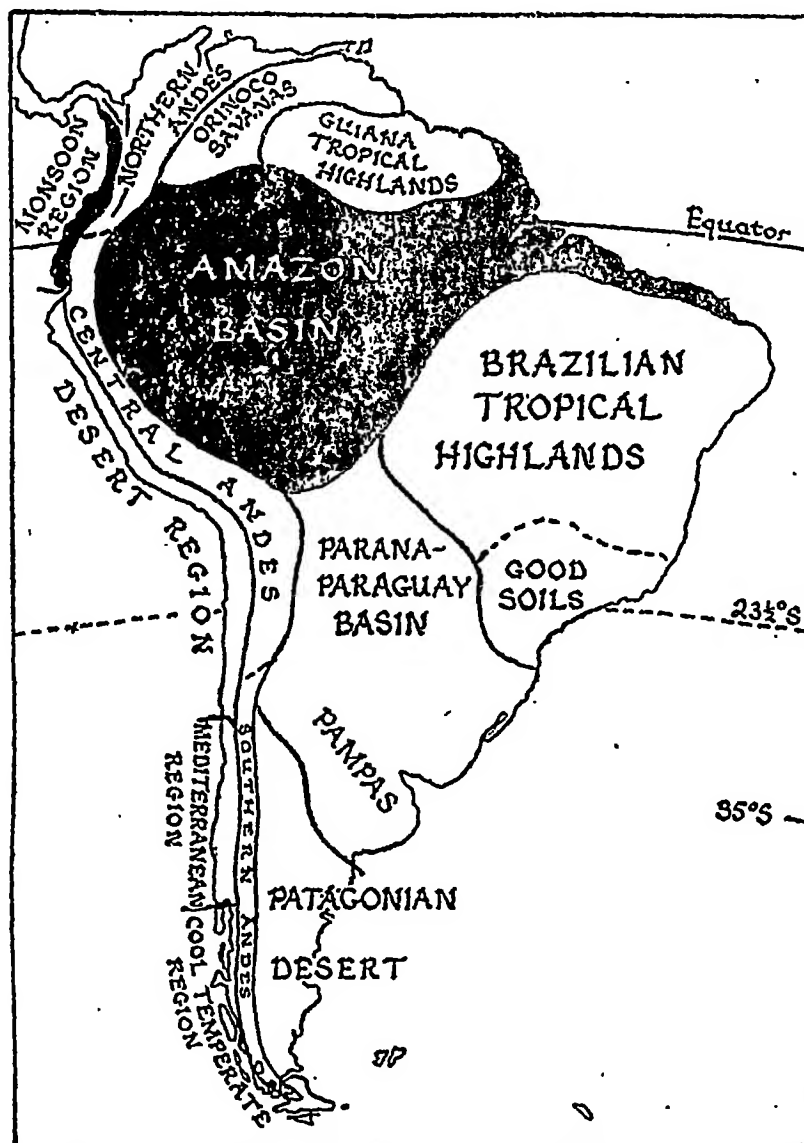 MONSOON
REGION
NORTHERN
ANDES
ORINOCO
SAVANAS
GUIANA
TROPICAL
HIGHLANDS
Equator
AMAZON
BASIN
CENTRAL ANDES
DESERT REGION
BRAZILIAN
TROPICAL
HIGHLANDS
PARANA-
PARAGUAY
BASIN
GOOD
SOILS
23½°S
PAMPAS
MEDITERRANEAN
REGION
SOUTHERN ANDES
35°S
PATAGONIAN
DESERT
COOL TEMPERATE
REGION